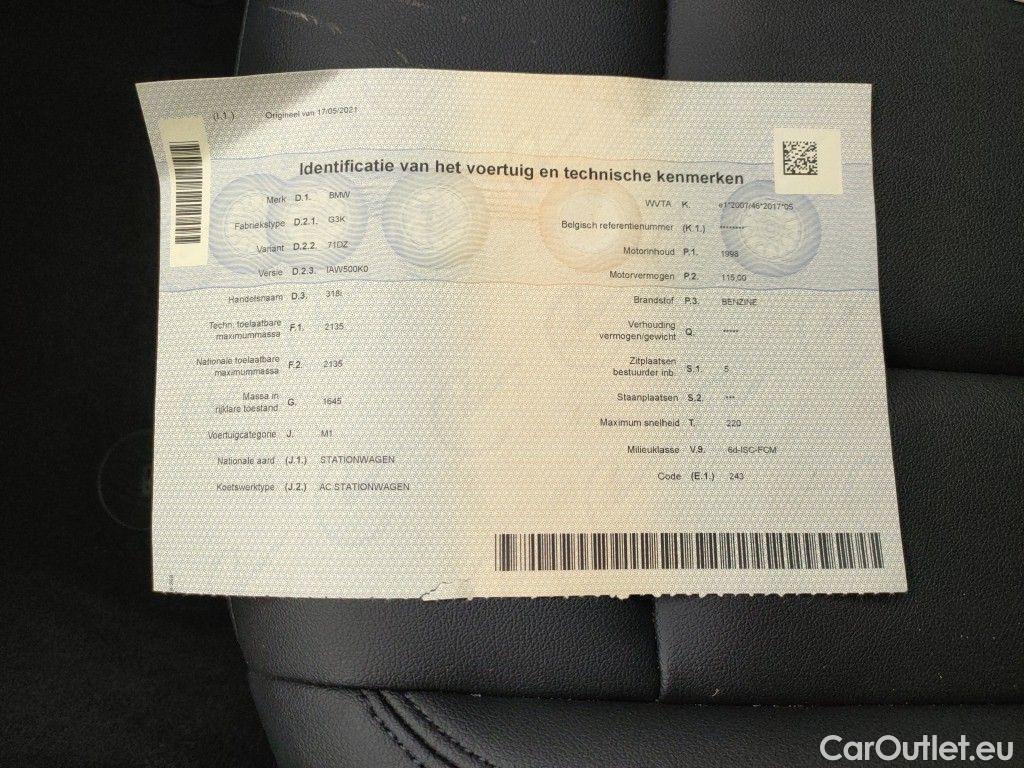 (I.1.) Origineel van 17/05/2021
Identificatie van het voertuig en technische kenmerken
Merk D.1. BMW
Fabriekstype D.2.1. G3K
Variant D.2.2. 71DZ
Versie D.2.3. IAW500K0
Handelsnaam D.3. 318i
Techn. toelaatbare
maximummassa F.1. 2135
Nationale toelaatbare
maximummassa F.2. 2135
Massa in
rijklare toestand G. 1645
Voertuigcategorie J. M1
Nationale aard (J.1.) STATIONWAGEN
Koetswerktype (J.2.) AC STATIONWAGEN
WVTA K. e1*2007/46*2017*05
Belgisch referentienummer (K.1.) ********
Motorinhoud P.1. 1998
Motorvermogen P.2. 115,00
Brandstof P.3. BENZINE
Verhouding
vermogen/gewicht Q. *****
Zitplaatsen
bestuurder inb. S.1. 5
Staanplaatsen S.2. ***
Maximum snelheid T. 220
Milieuklasse V.9. 6d-ISC-FCM
Code (E.1.) 243
CarOutlet.eu